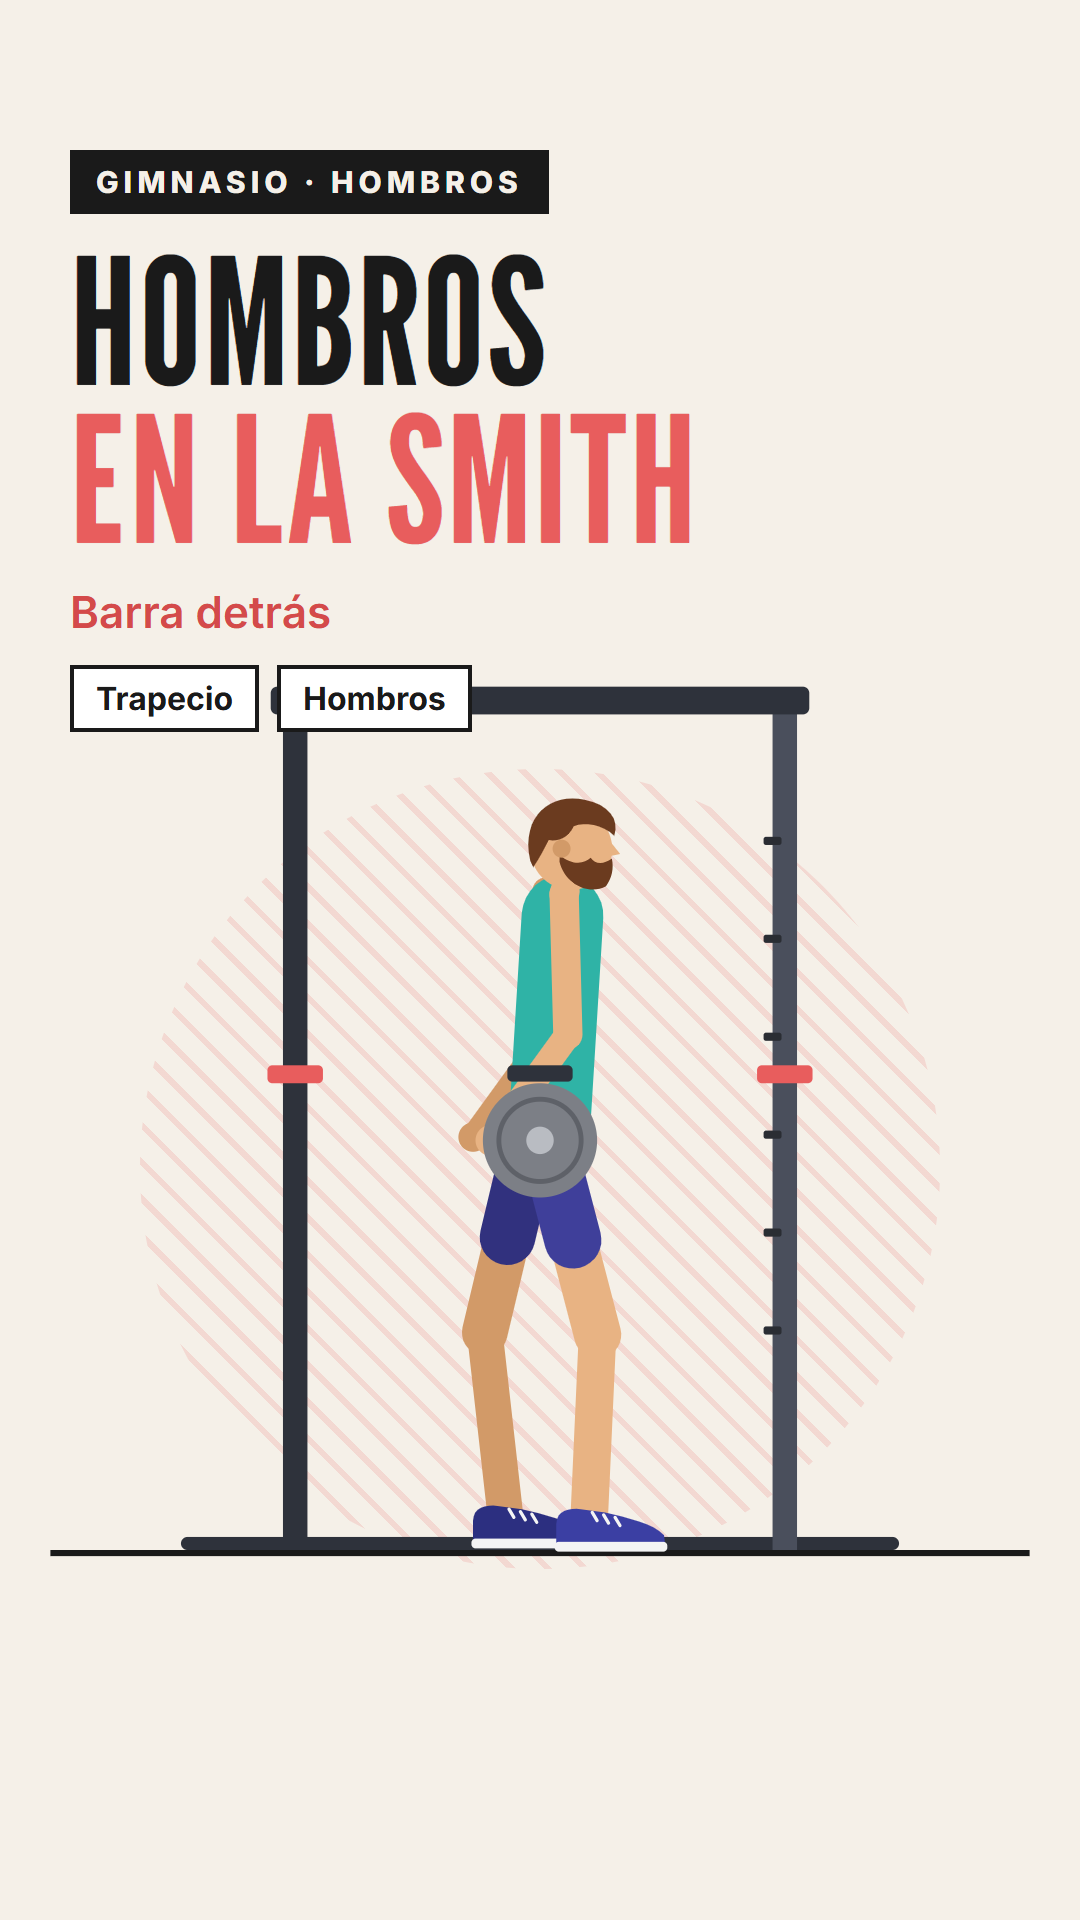 GIMNASIO · HOMBROS
HOMBROS
EN LA SMITH
Barra detrás
Trapecio
Hombros